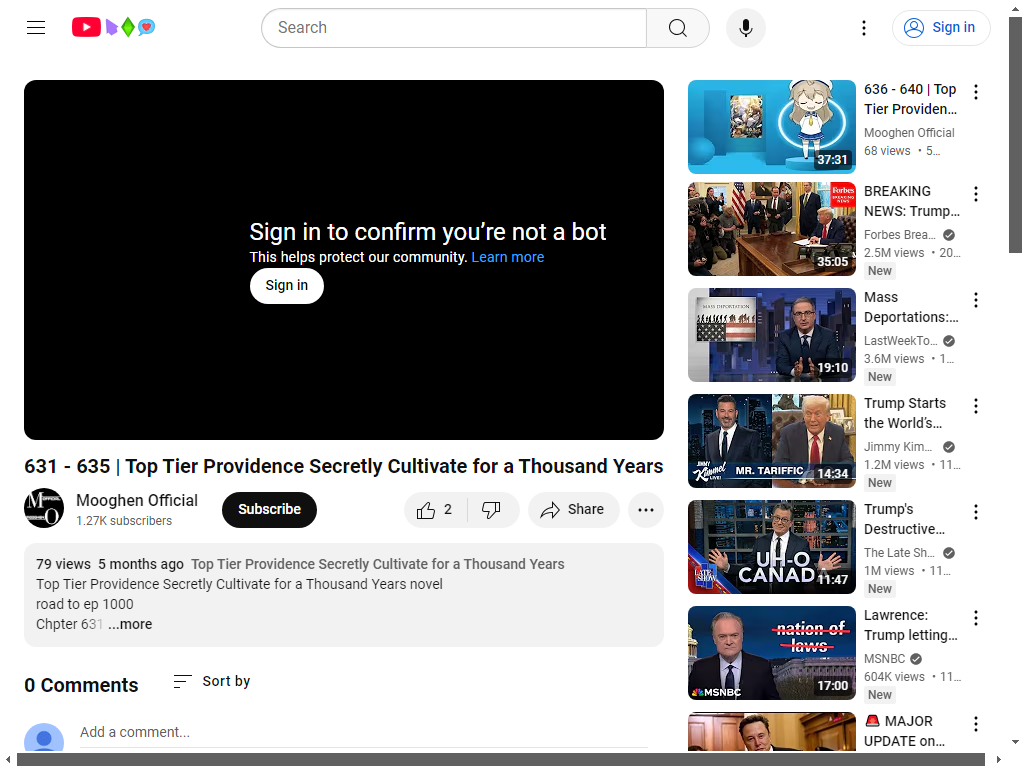 Search
Sign in
Sign in to confirm you’re not a bot
This helps protect our community. Learn more
Sign in
631 - 635 | Top Tier Providence Secretly Cultivate for a Thousand Years
Mooghen Official
1.27K subscribers
Subscribe
2
Share
79 views 5 months ago Top Tier Providence Secretly Cultivate for a Thousand Years
Top Tier Providence Secretly Cultivate for a Thousand Years novel
road to ep 1000
Chpter 631 ...more
0 Comments
Sort by
Add a comment...
37:31
636 - 640 | Top
Tier Providen...
Mooghen Official
68 views • 5...
Forbes
BREAKING
NEWS
35:05
BREAKING
NEWS: Trump...
Forbes Brea...
2.5M views • 20...
New
MASS DEPORTATION
19:10
Mass
Deportations:...
LastWeekTo...
3.6M views • 1...
New
JIMMY
Kimmel
LIVE!
MR. TARIFFIC
14:34
Trump Starts
the World’s...
Jimmy Kim...
1.2M views • 11...
New
LATE
SHOW
UH-O
CANADA
11:47
Trump's
Destructive...
The Late Sh...
1M views • 11...
New
nation of
laws
MSNBC
17:00
Lawrence:
Trump letting...
MSNBC
604K views • 11...
New
🚨 MAJOR
UPDATE on...